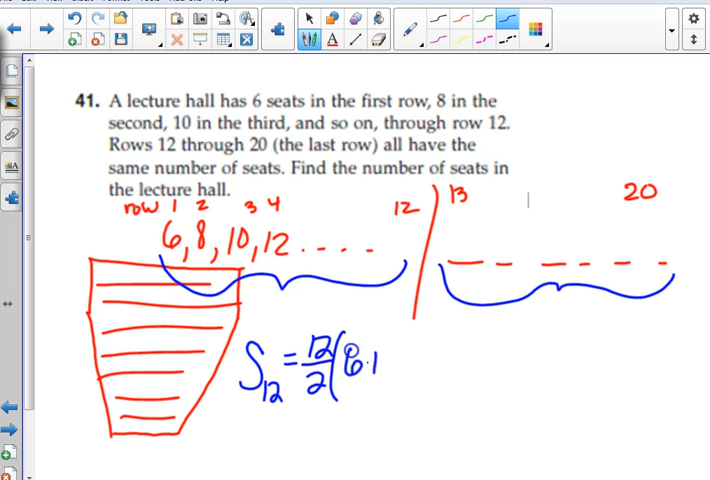 41. A lecture hall has 6 seats in the first row, 8 in the
second, 10 in the third, and so on, through row 12.
Rows 12 through 20 (the last row) all have the
same number of seats. Find the number of seats in
the lecture hall.
row 1 2 3 4 12 13 20
6, 8, 10, 12 . . . .
S₁₂ = 12/2 (